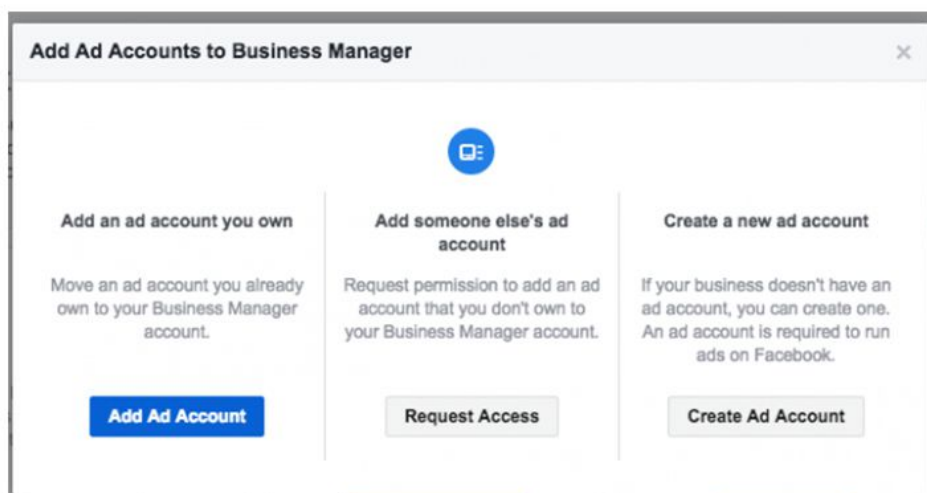 Add Ad Accounts to Business Manager
Add an ad account you own
Move an ad account you already
own to your Business Manager
account.
Add Ad Account
Add someone else's ad
account
Request permission to add an ad
account that you don't own to
your Business Manager account.
Request Access
Create a new ad account
If your business doesn't have an
ad account, you can create one.
An ad account is required to run
ads on Facebook.
Create Ad Account